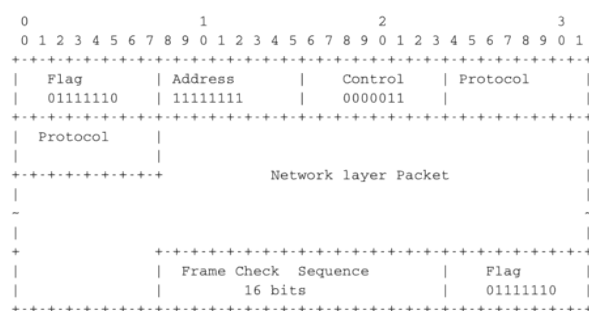 0 1 2 3
0 1 2 3 4 5 6 7 8 9 0 1 2 3 4 5 6 7 8 9 0 1 2 3 4 5 6 7 8 9 0 1
Flag Address Control Protocol
01111110 11111111 0000011
Protocol
Network layer Packet
Frame Check Sequence Flag
16 bits 01111110